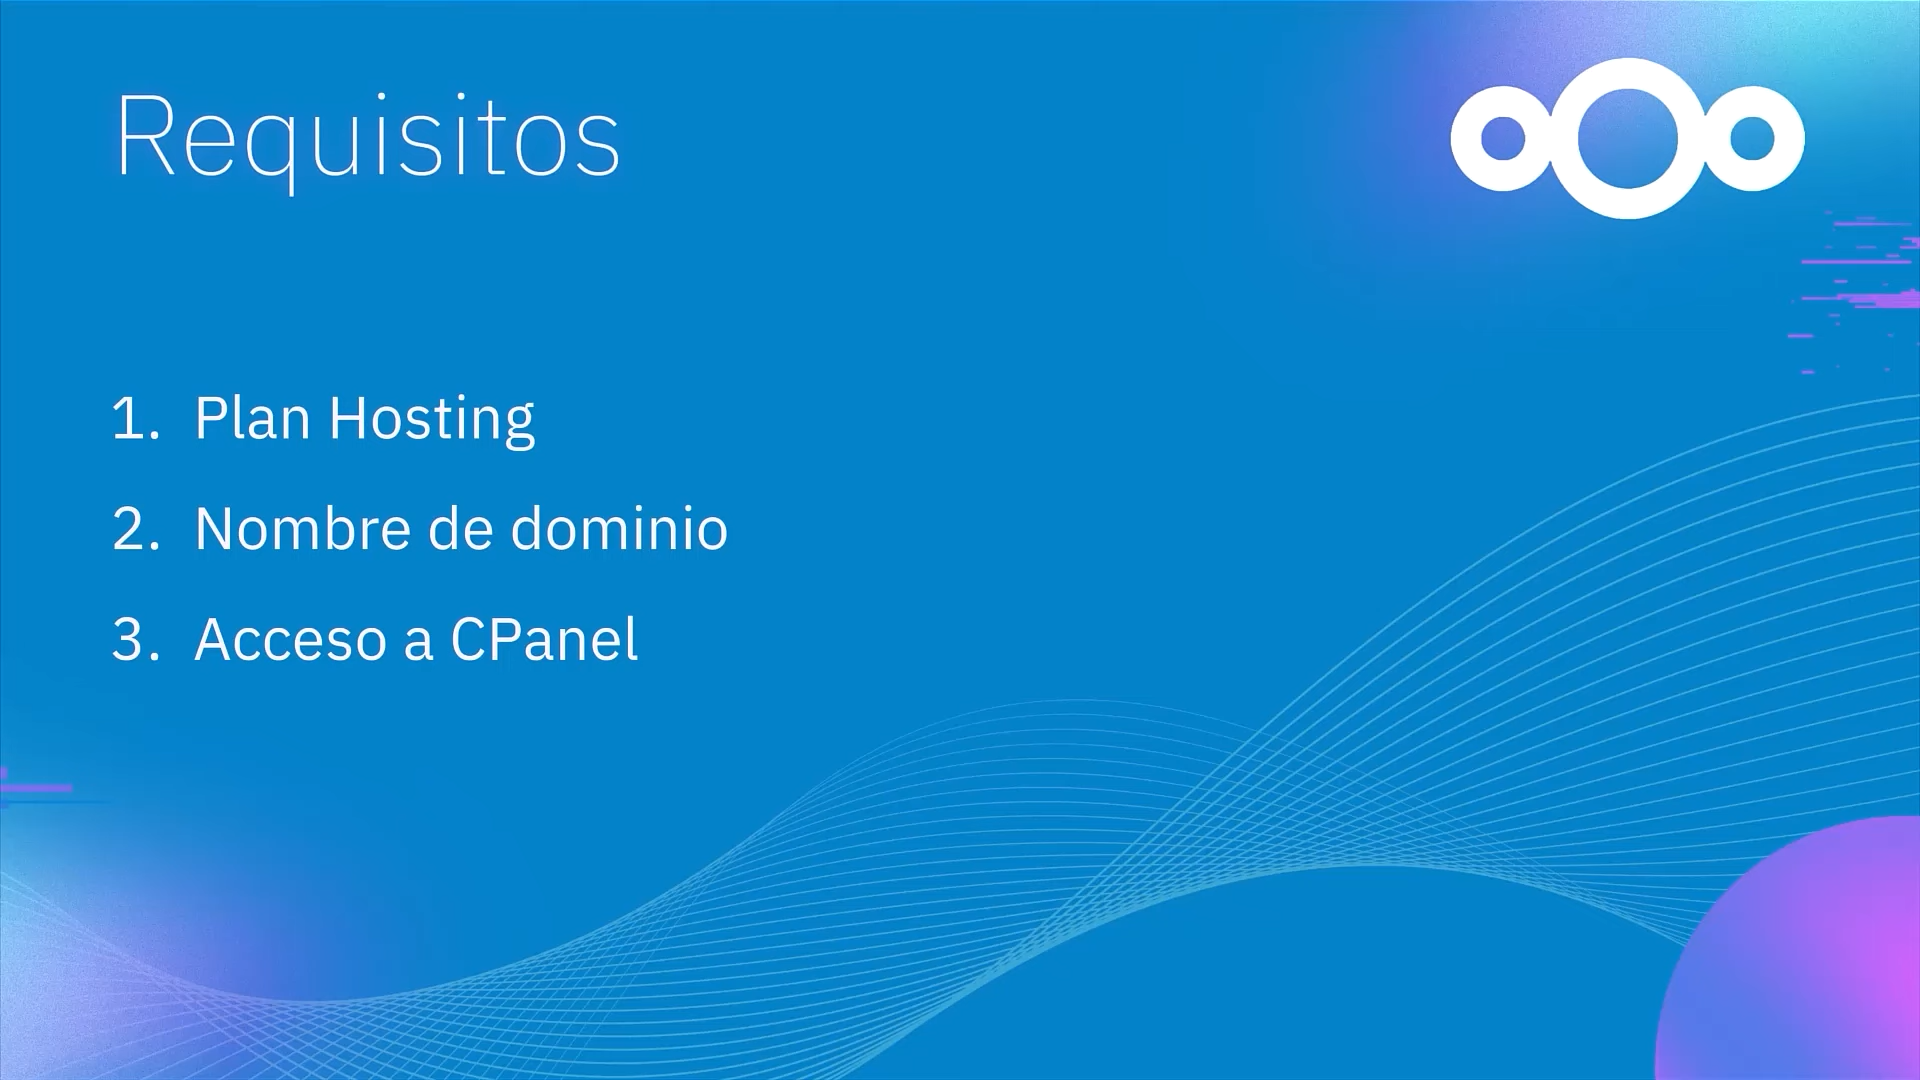 Requisitos
1. Plan Hosting
2. Nombre de dominio
3. Acceso a CPanel